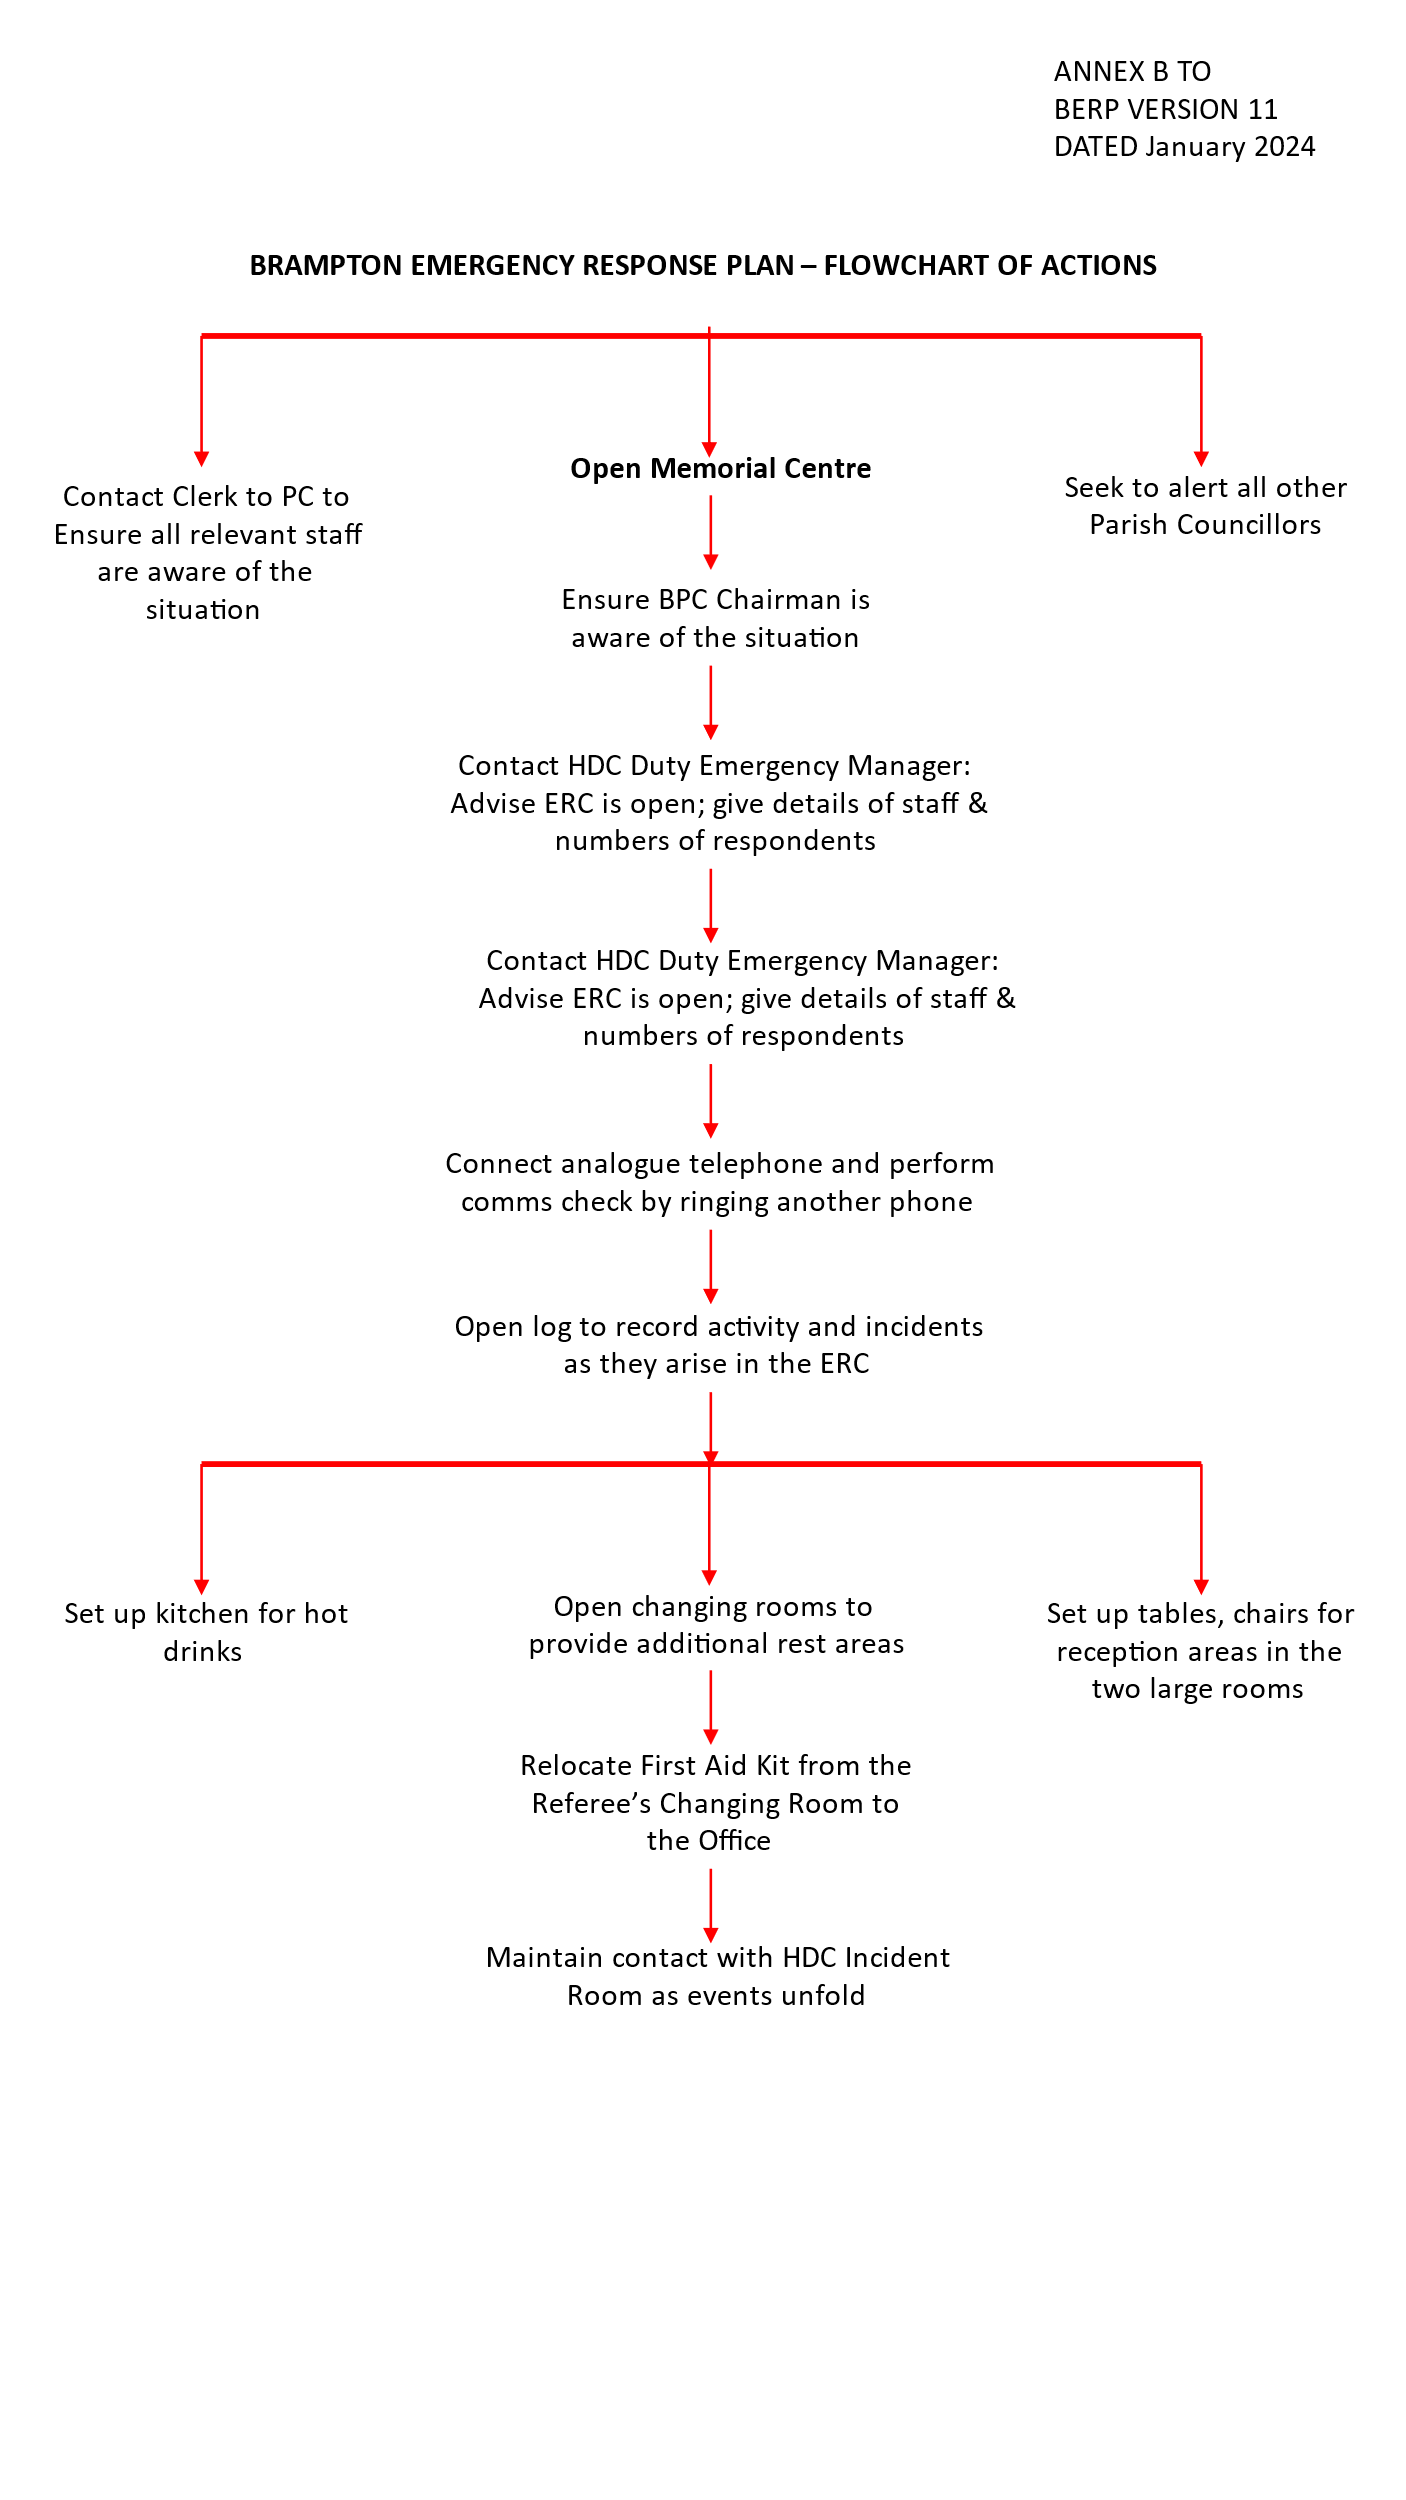 ANNEX B TO
BERP VERSION 11
DATED January 2024
BRAMPTON EMERGENCY RESPONSE PLAN – FLOWCHART OF ACTIONS
Contact Clerk to PC to
Ensure all relevant staff
are aware of the
situation
Open Memorial Centre
Seek to alert all other
Parish Councillors
Ensure BPC Chairman is
aware of the situation
Contact HDC Duty Emergency Manager:
Advise ERC is open; give details of staff &
numbers of respondents
Contact HDC Duty Emergency Manager:
Advise ERC is open; give details of staff &
numbers of respondents
Connect analogue telephone and perform
comms check by ringing another phone
Open log to record activity and incidents
as they arise in the ERC
Set up kitchen for hot
drinks
Open changing rooms to
provide additional rest areas
Set up tables, chairs for
reception areas in the
two large rooms
Relocate First Aid Kit from the
Referee’s Changing Room to
the Office
Maintain contact with HDC Incident
Room as events unfold